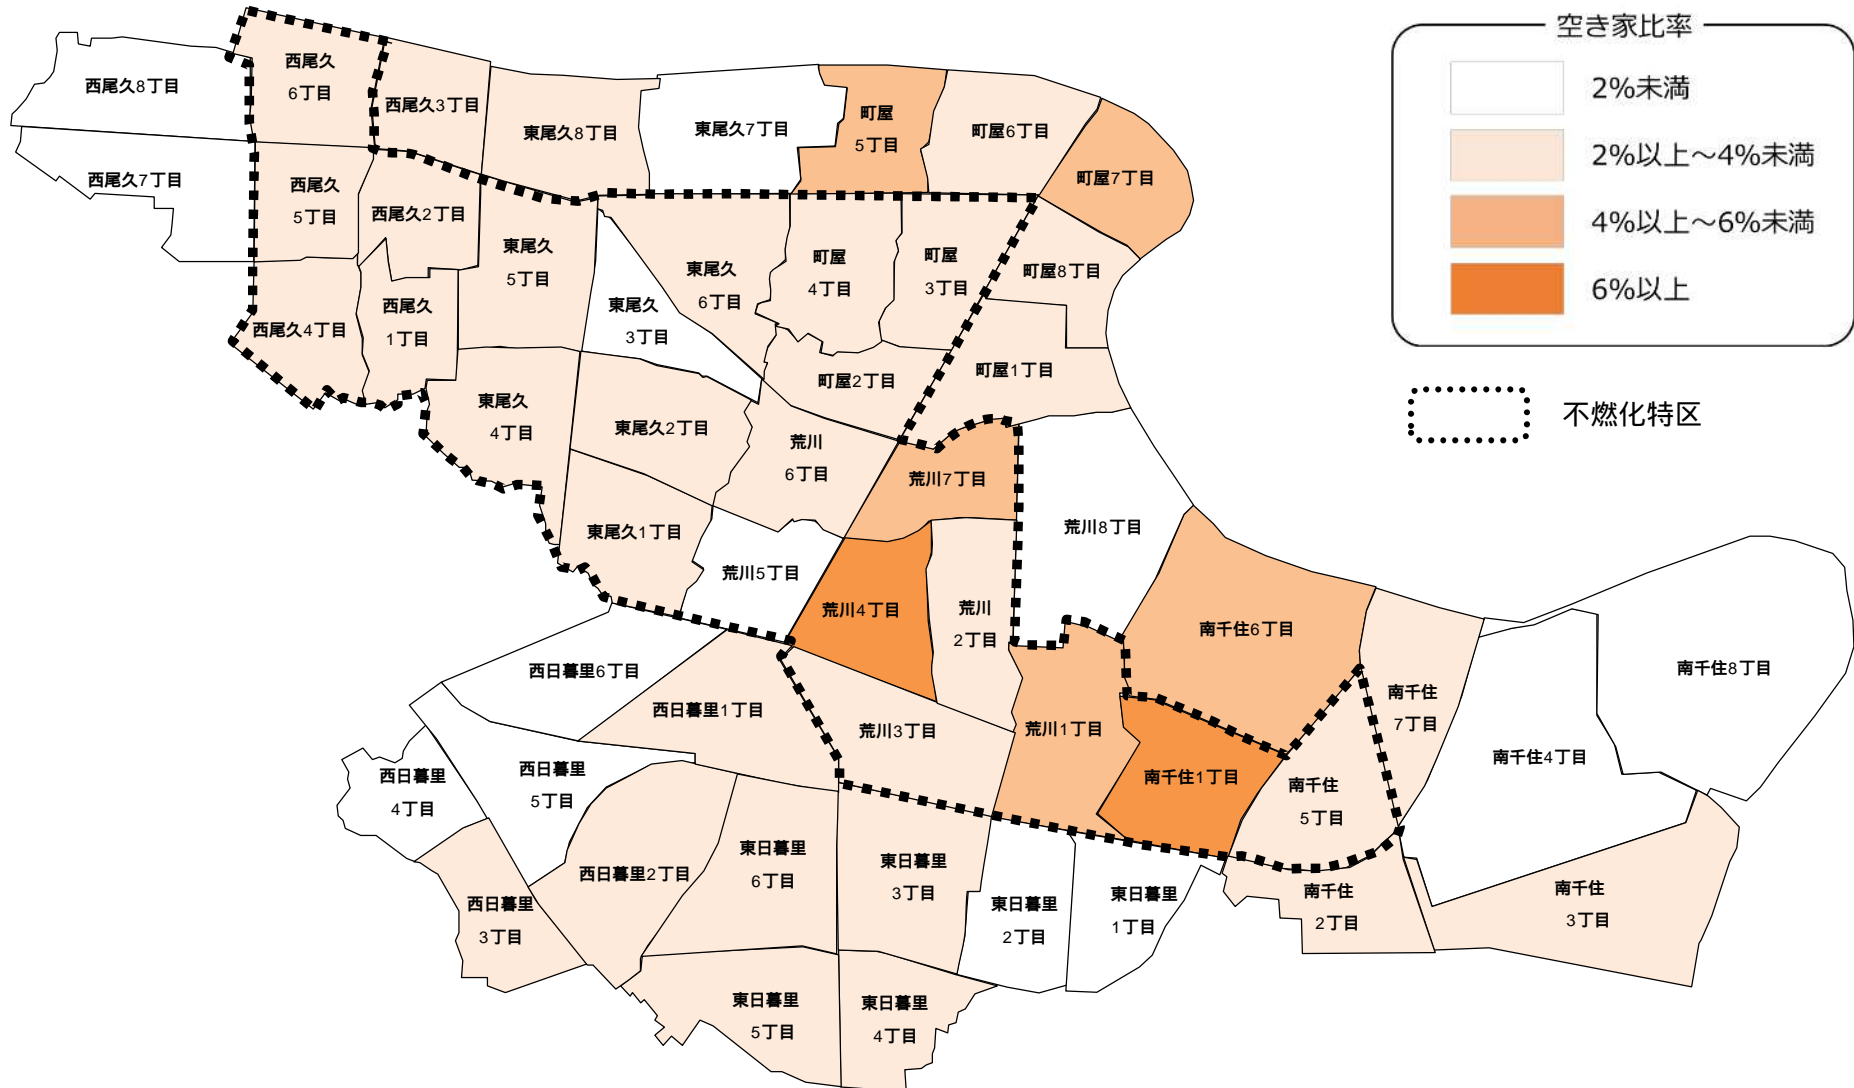 空き家比率
2%未満
2%以上～4%未満
4%以上～6%未満
6%以上
不燃化特区
西尾久8丁目
西尾久
6丁目
西尾久3丁目
東尾久8丁目
東尾久7丁目
町屋
5丁目
町屋6丁目
町屋7丁目
西尾久7丁目
西尾久
5丁目
西尾久2丁目
東尾久
5丁目
東尾久
3丁目
東尾久
6丁目
町屋
4丁目
町屋
3丁目
町屋8丁目
西尾久4丁目
西尾久
1丁目
町屋2丁目
町屋1丁目
東尾久
4丁目
東尾久2丁目
荒川
6丁目
荒川7丁目
東尾久1丁目
荒川5丁目
荒川8丁目
荒川4丁目
荒川
2丁目
南千住6丁目
西日暮里6丁目
西日暮里1丁目
荒川3丁目
荒川1丁目
南千住
7丁目
南千住8丁目
南千住4丁目
西日暮里
4丁目
西日暮里
5丁目
南千住1丁目
南千住
5丁目
西日暮里
3丁目
西日暮里2丁目
東日暮里
6丁目
東日暮里
3丁目
東日暮里
2丁目
東日暮里
1丁目
南千住
2丁目
南千住
3丁目
東日暮里
5丁目
東日暮里
4丁目